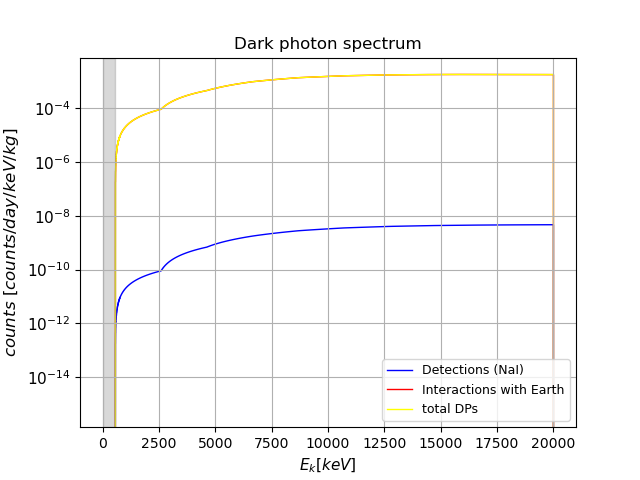 Dark photon spectrum
counts [counts/day/keV/kg]
10⁻⁴
10⁻⁶
10⁻⁸
10⁻¹⁰
10⁻¹²
10⁻¹⁴
Detections (NaI)
Interactions with Earth
total DPs
0 2500 5000 7500 10000 12500 15000 17500 20000
Eₖ[keV]